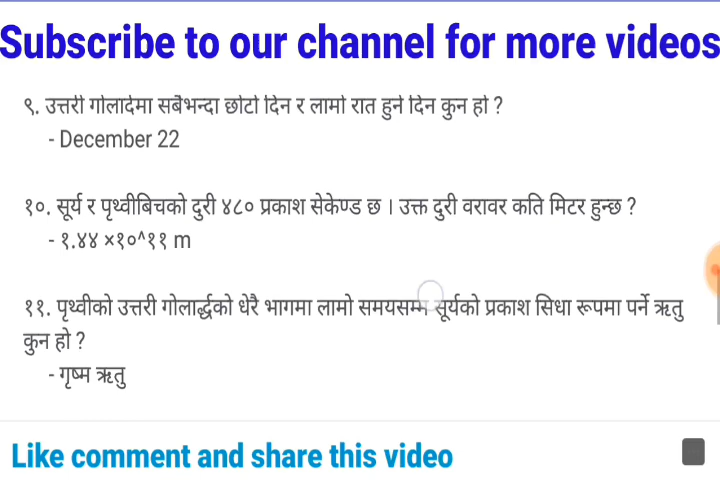 Subscribe to our channel for more videos
९. उत्तरी गोलार्दमा सबैभन्दा छोटो दिन र लामो रात हुने दिन कुन हो ?
- December 22
१०. सूर्य र पृथ्वीबिचको दुरी ४८० प्रकाश सेकेण्ड छ । उक्त दुरी वरावर कति मिटर हुन्छ ?
- १.४४ ×१०^११ m
११. पृथ्वीको उत्तरी गोलार्द्धको धेरै भागमा लामो समयसम्म सूर्यको प्रकाश सिधा रूपमा पर्ने ऋतु
कुन हो ?
- गृष्म ऋतु
Like comment and share this video